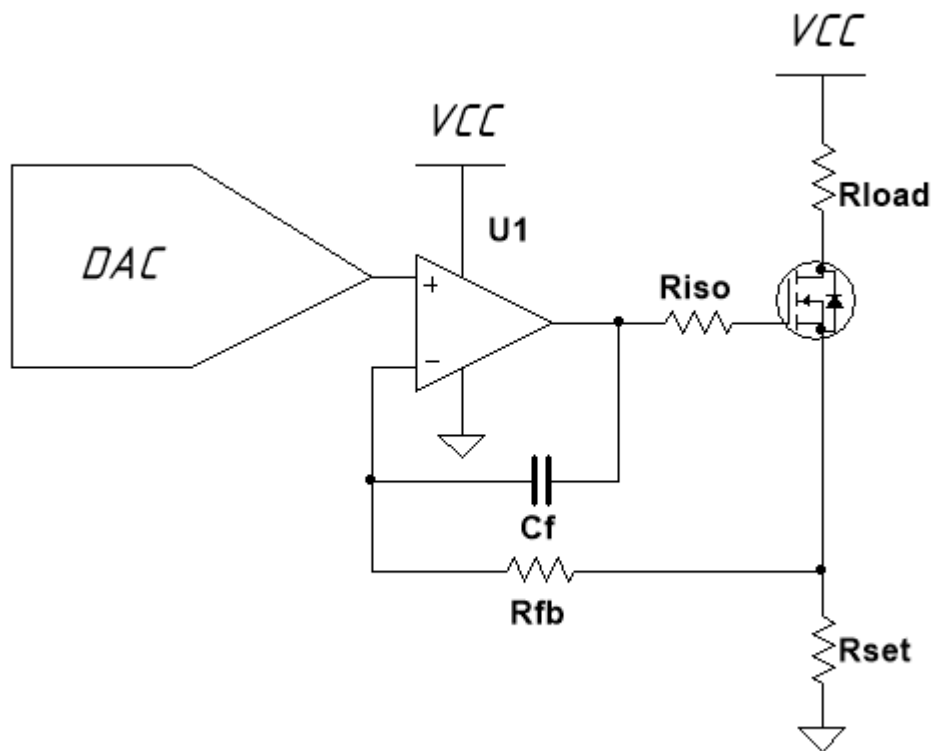 VCC
VCC
Rload
U1
DAC
+
Riso
−
Cf
Rfb
Rset